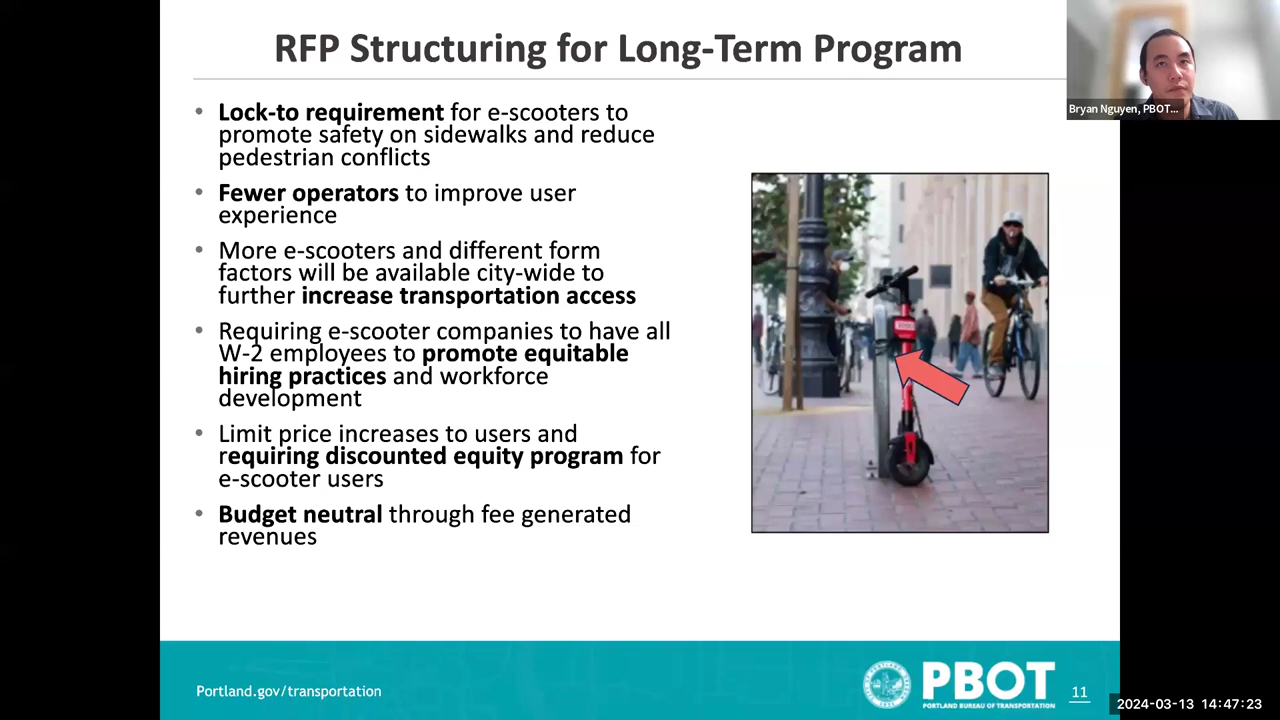 RFP Structuring for Long-Term Program
Bryan Nguyen, PBOT...
• Lock-to requirement for e-scooters to
promote safety on sidewalks and reduce
pedestrian conflicts
• Fewer operators to improve user
experience
• More e-scooters and different form
factors will be available city-wide to
further increase transportation access
• Requiring e-scooter companies to have all
W-2 employees to promote equitable
hiring practices and workforce
development
• Limit price increases to users and
requiring discounted equity program for
e-scooter users
• Budget neutral through fee generated
revenues
Portland.gov/transportation
PBOT
PORTLAND BUREAU OF TRANSPORTATION
11
2024-03-13 14:47:23